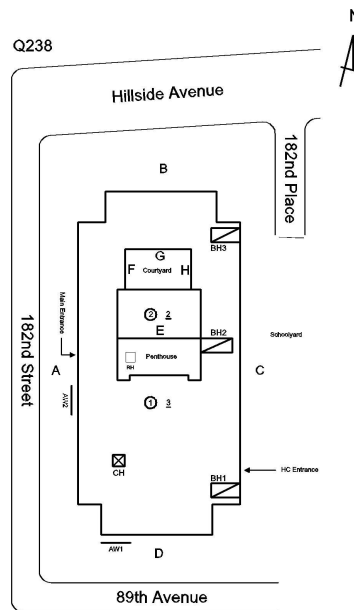 Q238
N
Hillside Avenue
182nd Place
B
BH3
G
F Courtyard H
2 2
E
BH2
Penthouse
RH
Main Entrance
Schoolyard
182nd Street
A
C
AW2
1 3
CH
HC Entrance
BH1
AW1
D
89th Avenue